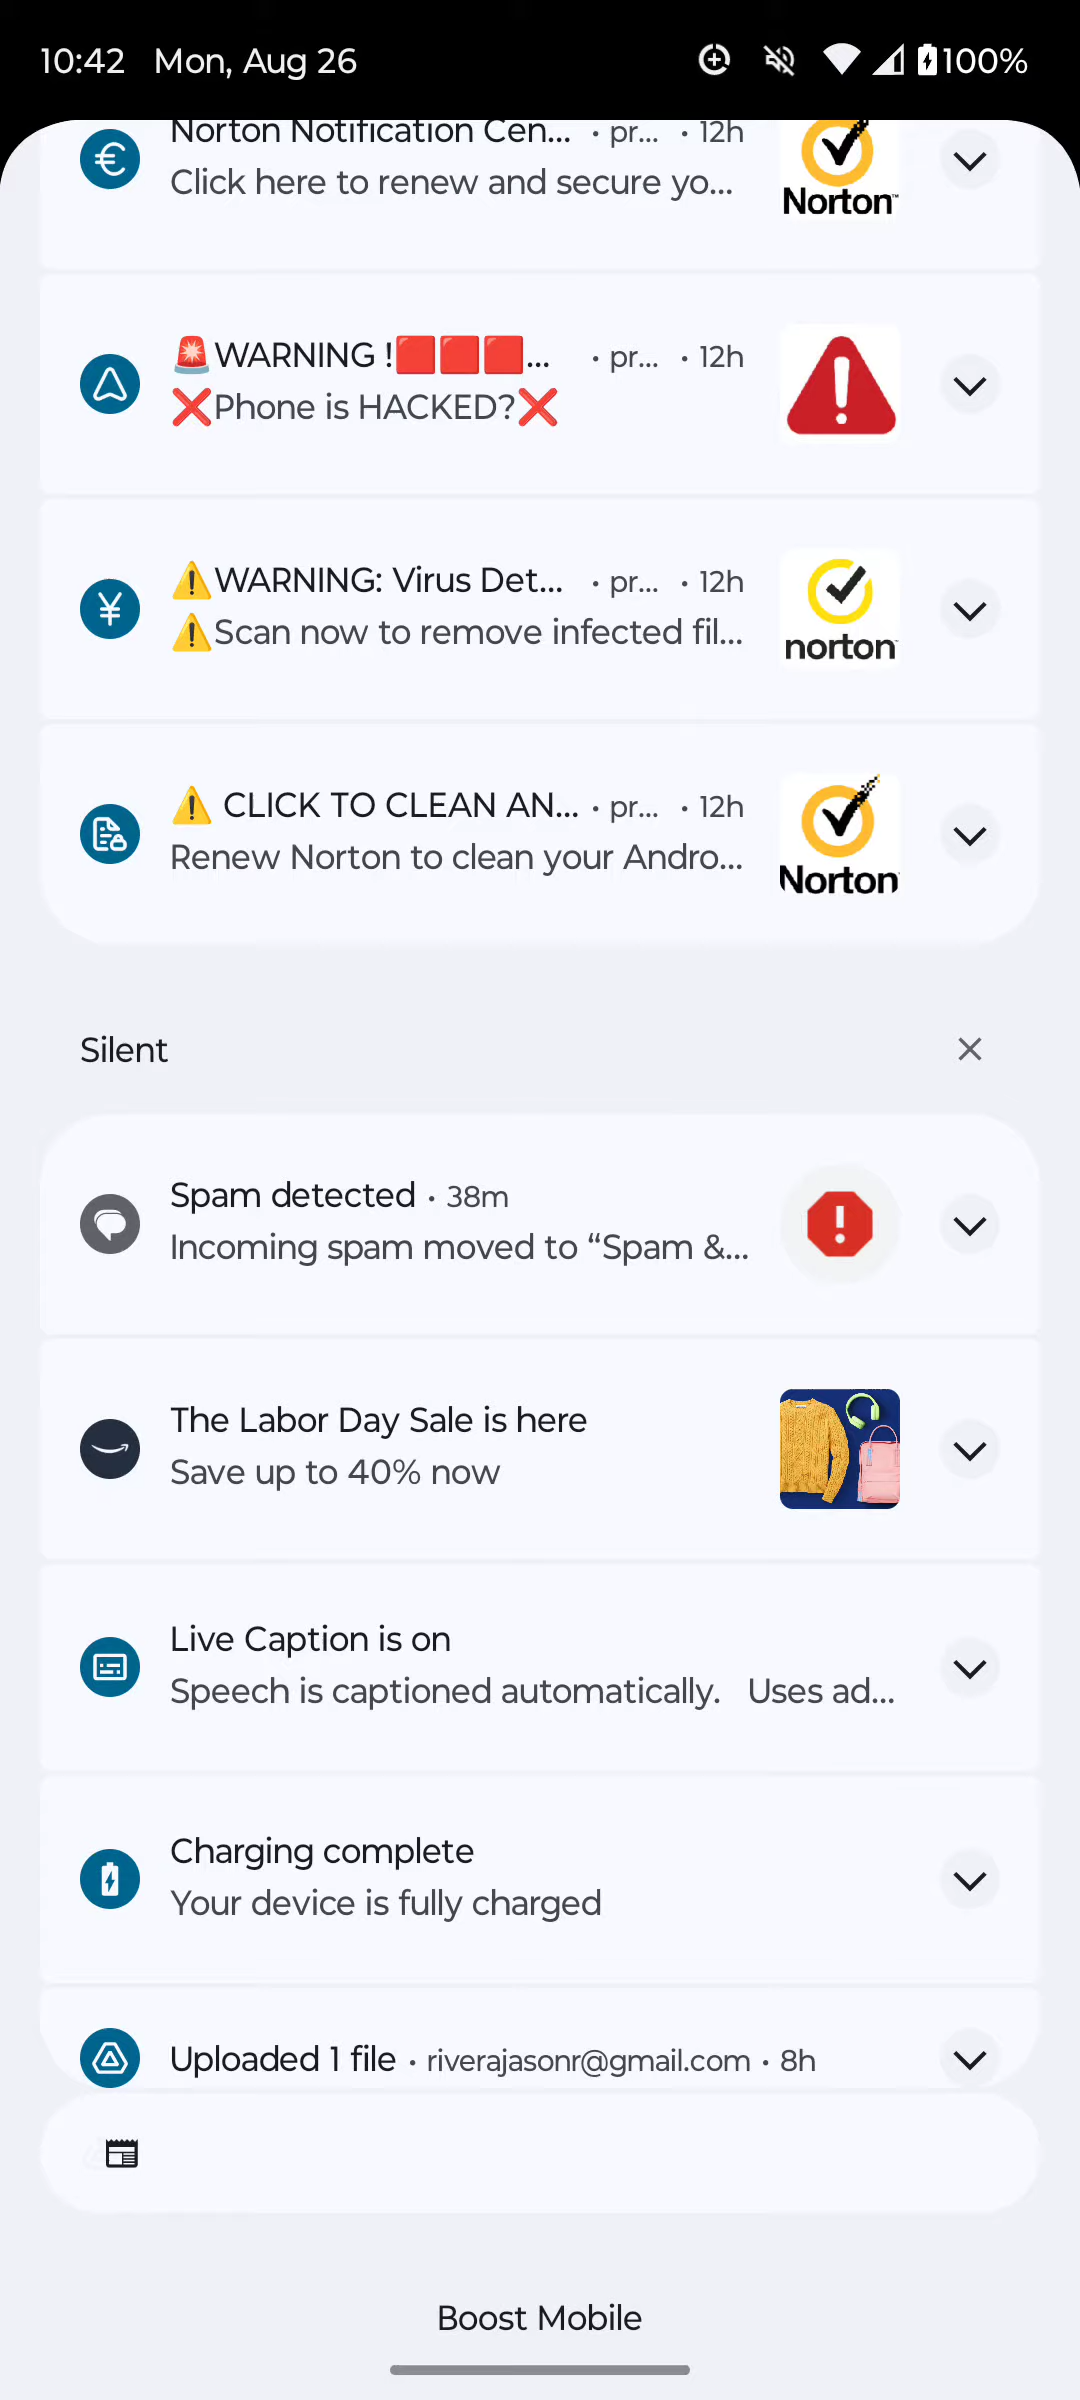 10:42 Mon, Aug 26 100%
Norton Notification Cen... • pr... • 12h
Click here to renew and secure yo...
Norton
🚨WARNING !🟥🟥🟥... • pr... • 12h
❌Phone is HACKED?❌
⚠️WARNING: Virus Det... • pr... • 12h
⚠️Scan now to remove infected fil...
norton
⚠️ CLICK TO CLEAN AN... • pr... • 12h
Renew Norton to clean your Andro...
Norton
Silent
Spam detected • 38m
Incoming spam moved to “Spam &...
The Labor Day Sale is here
Save up to 40% now
Live Caption is on
Speech is captioned automatically. Uses ad...
Charging complete
Your device is fully charged
Uploaded 1 file • riverajasonr@gmail.com • 8h
Boost Mobile